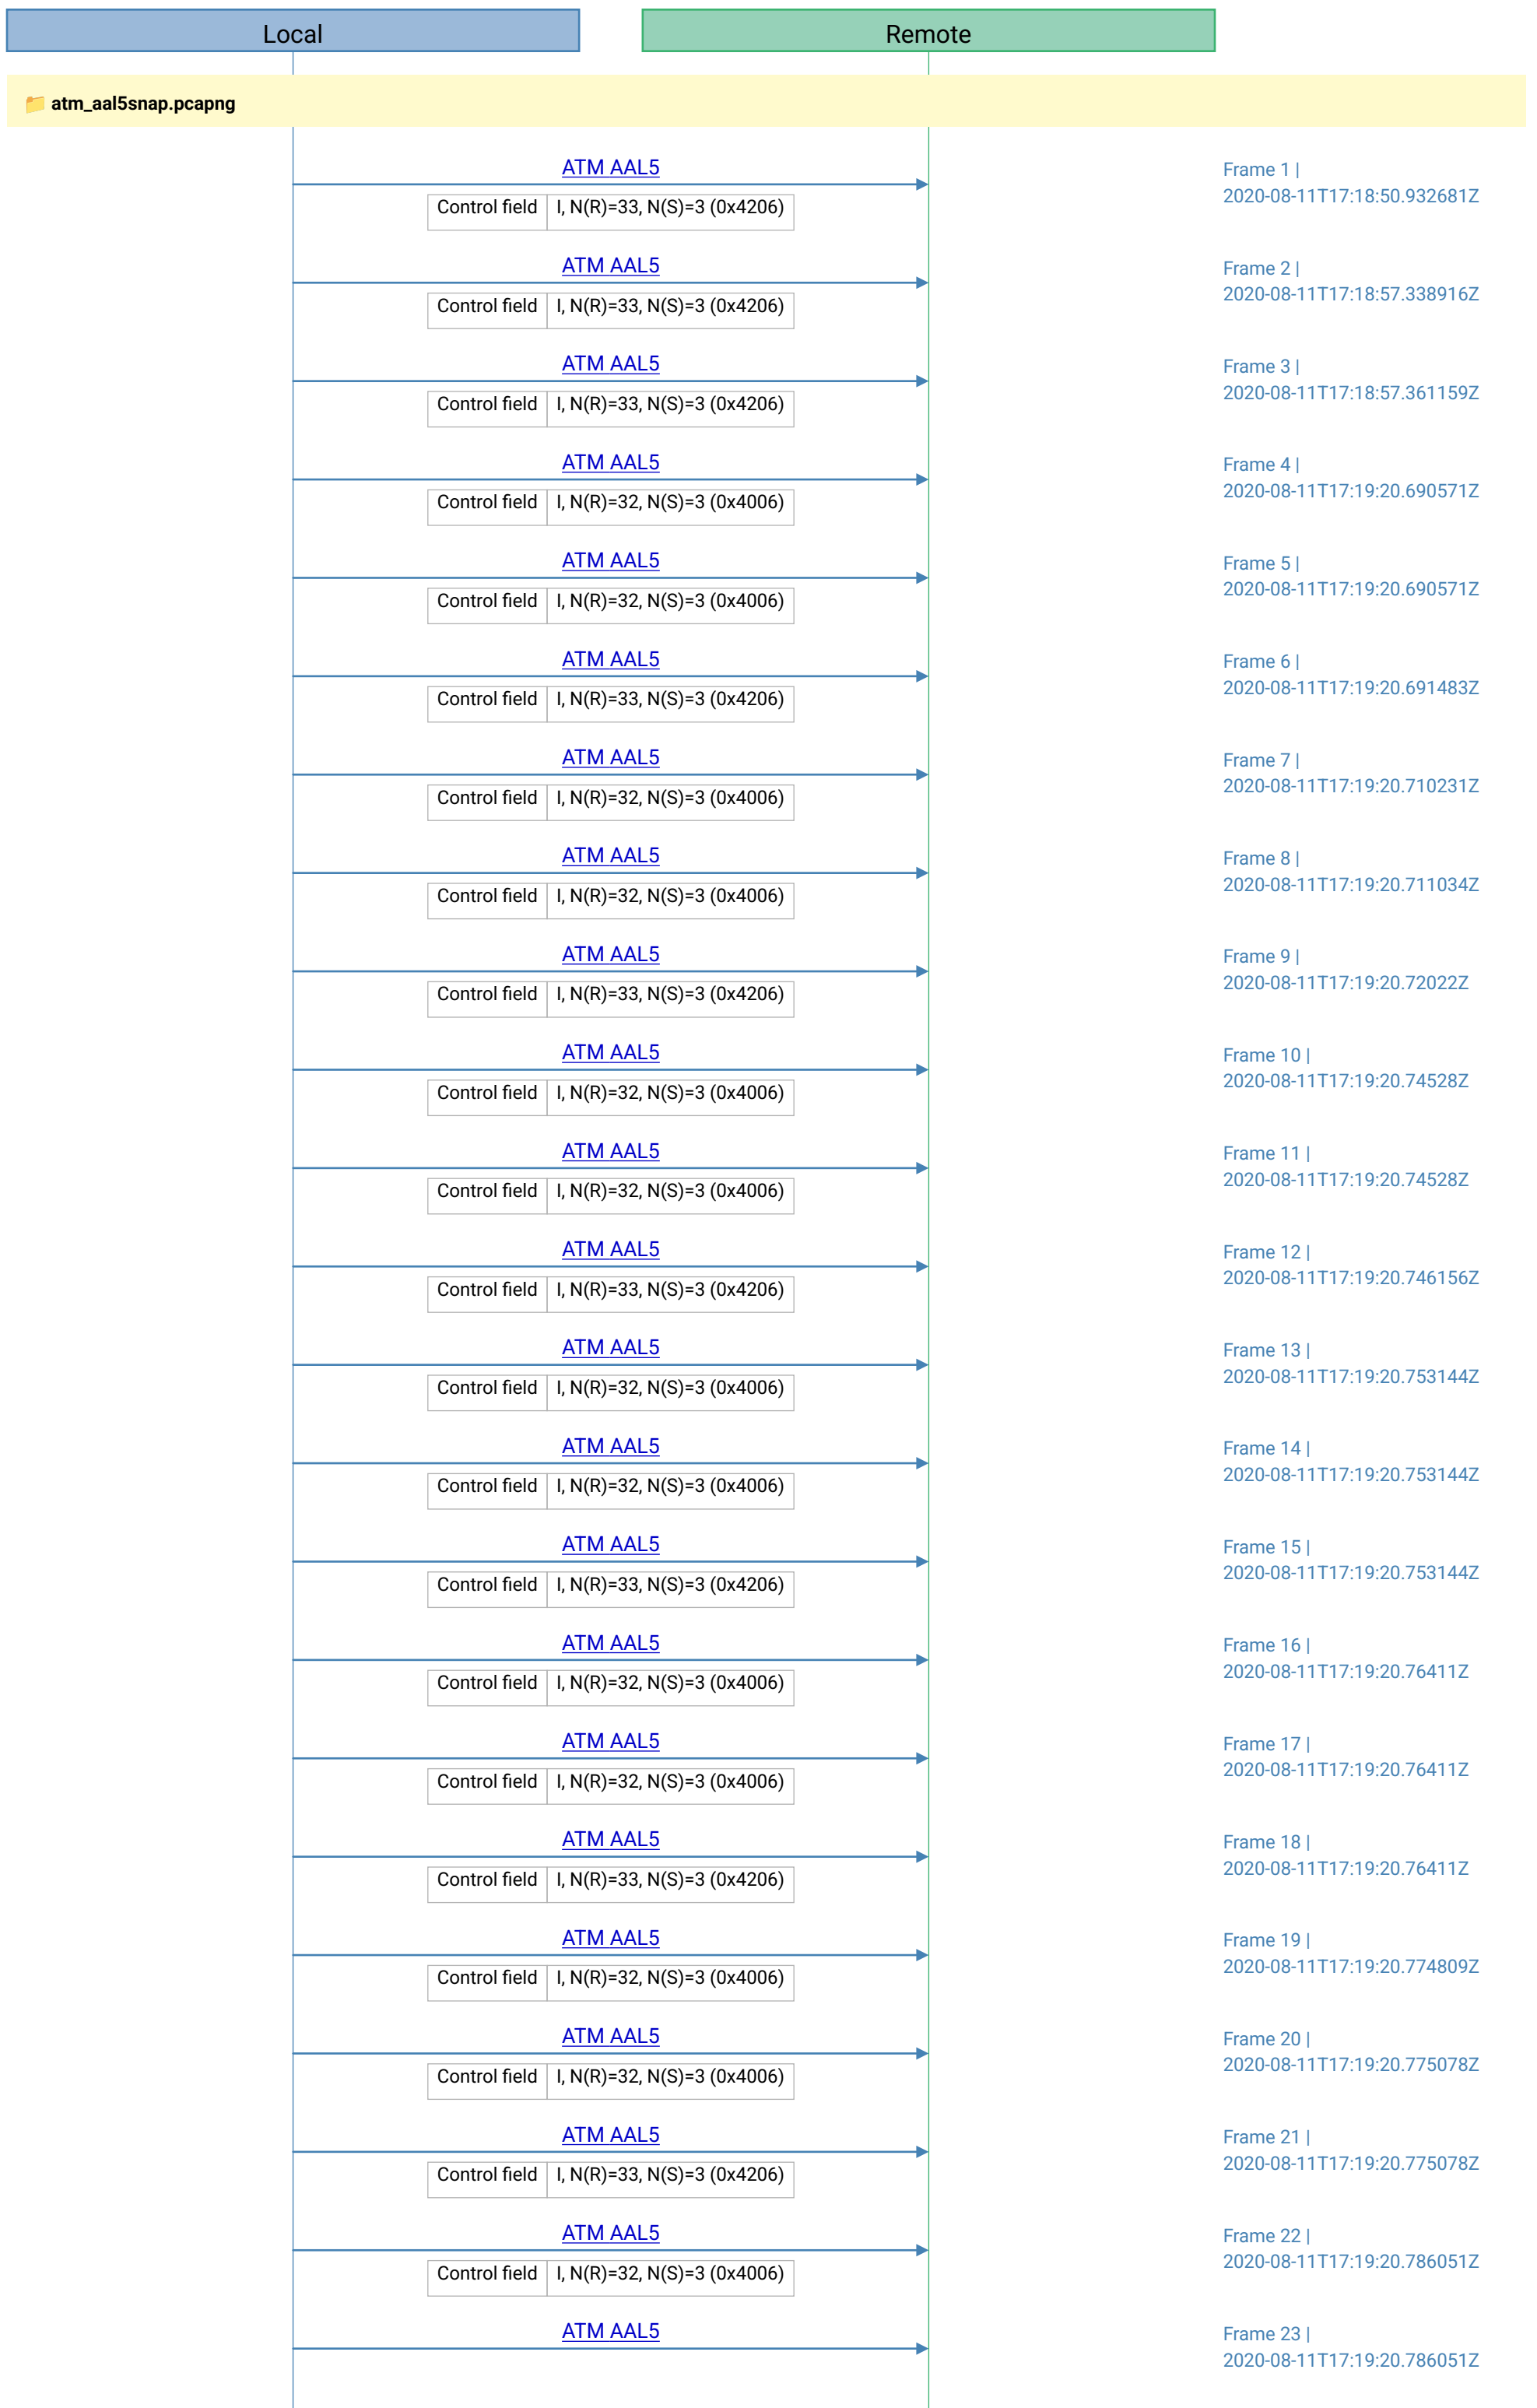 Local
Remote
📁 atm_aal5snap.pcapng
ATM AAL5
Frame 1 |
2020-08-11T17:18:50.932681Z
Control field I, N(R)=33, N(S)=3 (0x4206)
ATM AAL5
Frame 2 |
2020-08-11T17:18:57.338916Z
Control field I, N(R)=33, N(S)=3 (0x4206)
ATM AAL5
Frame 3 |
2020-08-11T17:18:57.361159Z
Control field I, N(R)=33, N(S)=3 (0x4206)
ATM AAL5
Frame 4 |
2020-08-11T17:19:20.690571Z
Control field I, N(R)=32, N(S)=3 (0x4006)
ATM AAL5
Frame 5 |
2020-08-11T17:19:20.690571Z
Control field I, N(R)=32, N(S)=3 (0x4006)
ATM AAL5
Frame 6 |
2020-08-11T17:19:20.691483Z
Control field I, N(R)=33, N(S)=3 (0x4206)
ATM AAL5
Frame 7 |
2020-08-11T17:19:20.710231Z
Control field I, N(R)=32, N(S)=3 (0x4006)
ATM AAL5
Frame 8 |
2020-08-11T17:19:20.711034Z
Control field I, N(R)=32, N(S)=3 (0x4006)
ATM AAL5
Frame 9 |
2020-08-11T17:19:20.72022Z
Control field I, N(R)=33, N(S)=3 (0x4206)
ATM AAL5
Frame 10 |
2020-08-11T17:19:20.74528Z
Control field I, N(R)=32, N(S)=3 (0x4006)
ATM AAL5
Frame 11 |
2020-08-11T17:19:20.74528Z
Control field I, N(R)=32, N(S)=3 (0x4006)
ATM AAL5
Frame 12 |
2020-08-11T17:19:20.746156Z
Control field I, N(R)=33, N(S)=3 (0x4206)
ATM AAL5
Frame 13 |
2020-08-11T17:19:20.753144Z
Control field I, N(R)=32, N(S)=3 (0x4006)
ATM AAL5
Frame 14 |
2020-08-11T17:19:20.753144Z
Control field I, N(R)=32, N(S)=3 (0x4006)
ATM AAL5
Frame 15 |
2020-08-11T17:19:20.753144Z
Control field I, N(R)=33, N(S)=3 (0x4206)
ATM AAL5
Frame 16 |
2020-08-11T17:19:20.76411Z
Control field I, N(R)=32, N(S)=3 (0x4006)
ATM AAL5
Frame 17 |
2020-08-11T17:19:20.76411Z
Control field I, N(R)=32, N(S)=3 (0x4006)
ATM AAL5
Frame 18 |
2020-08-11T17:19:20.76411Z
Control field I, N(R)=33, N(S)=3 (0x4206)
ATM AAL5
Frame 19 |
2020-08-11T17:19:20.774809Z
Control field I, N(R)=32, N(S)=3 (0x4006)
ATM AAL5
Frame 20 |
2020-08-11T17:19:20.775078Z
Control field I, N(R)=32, N(S)=3 (0x4006)
ATM AAL5
Frame 21 |
2020-08-11T17:19:20.775078Z
Control field I, N(R)=33, N(S)=3 (0x4206)
ATM AAL5
Frame 22 |
2020-08-11T17:19:20.786051Z
Control field I, N(R)=32, N(S)=3 (0x4006)
ATM AAL5
Frame 23 |
2020-08-11T17:19:20.786051Z